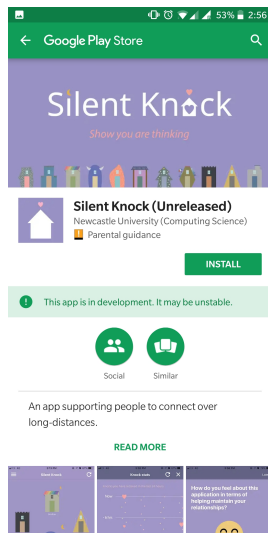 53% 2:56
Google Play Store
Silent Knock
Show you are thinking
Silent Knock (Unreleased)
Newcastle University (Computing Science)
Parental guidance
INSTALL
This app is in development. It may be unstable.
Social Similar
An app supporting people to connect over
long-distances.
READ MORE
How do you feel about this
application in terms of
helping maintain your
relationships?